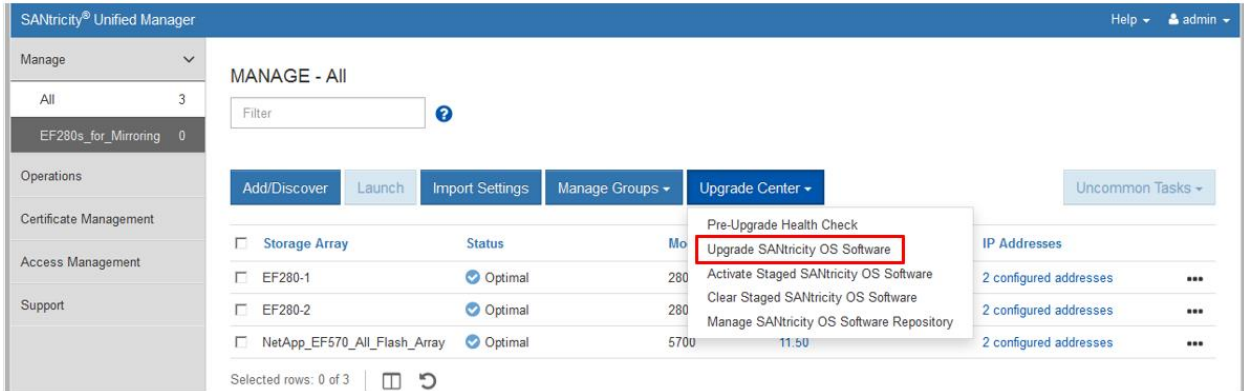 SANtricity® Unified Manager Help admin
Manage
All 3
EF280s_for_Mirroring 0
Operations
Certificate Management
Access Management
Support
MANAGE - All
Filter
Add/Discover Launch Import Settings Manage Groups Upgrade Center Uncommon Tasks
Pre-Upgrade Health Check
Upgrade SANtricity OS Software
Activate Staged SANtricity OS Software
Clear Staged SANtricity OS Software
Manage SANtricity OS Software Repository
Storage Array Status Mo IP Addresses
EF280-1 Optimal 280 2 configured addresses
EF280-2 Optimal 280 2 configured addresses
NetApp_EF570_All_Flash_Array Optimal 5700 11.50 2 configured addresses
Selected rows: 0 of 3